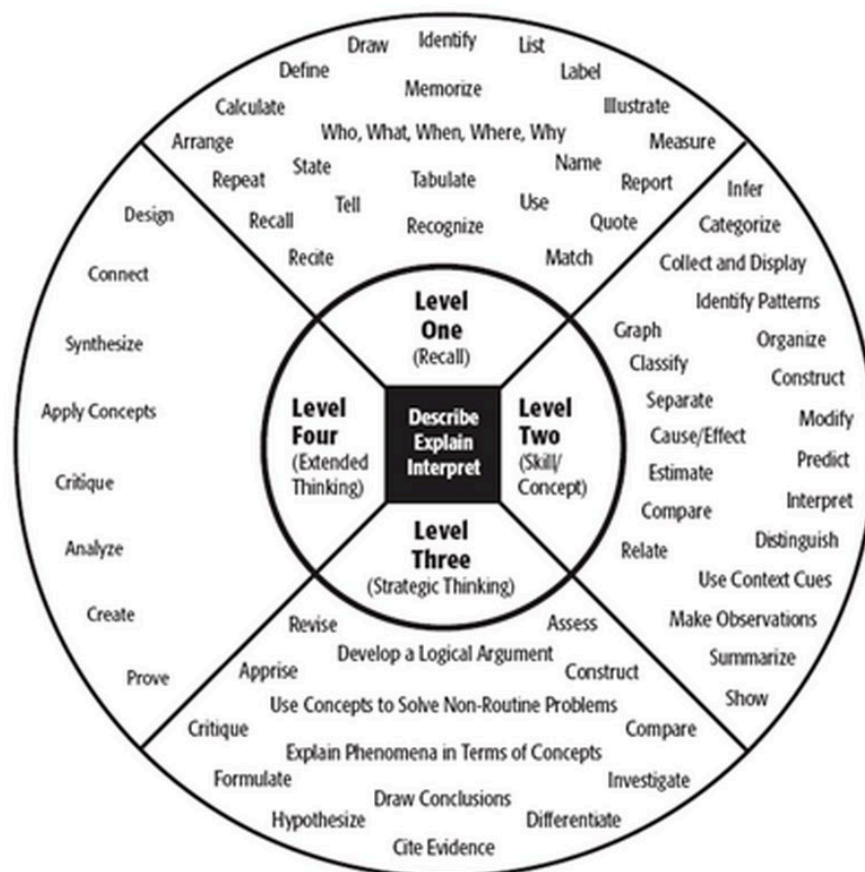 Draw
Identify
List
Define
Label
Calculate
Memorize
Illustrate
Arrange
Who, What, When, Where, Why
Measure
Repeat
State
Tabulate
Name
Report
Recall
Tell
Recognize
Use
Quote
Recite
Match
Level
One
(Recall)
Infer
Categorize
Collect and Display
Identify Patterns
Graph
Organize
Classify
Construct
Separate
Modify
Cause/Effect
Predict
Estimate
Interpret
Compare
Distinguish
Relate
Use Context Cues
Make Observations
Summarize
Show
Level
Two
(Skill/
Concept)
Describe
Explain
Interpret
Level
Three
(Strategic Thinking)
Revise
Assess
Develop a Logical Argument
Apprise
Construct
Use Concepts to Solve Non-Routine Problems
Critique
Compare
Explain Phenomena in Terms of Concepts
Formulate
Investigate
Draw Conclusions
Hypothesize
Differentiate
Cite Evidence
Level
Four
(Extended
Thinking)
Design
Connect
Synthesize
Apply Concepts
Critique
Analyze
Create
Prove